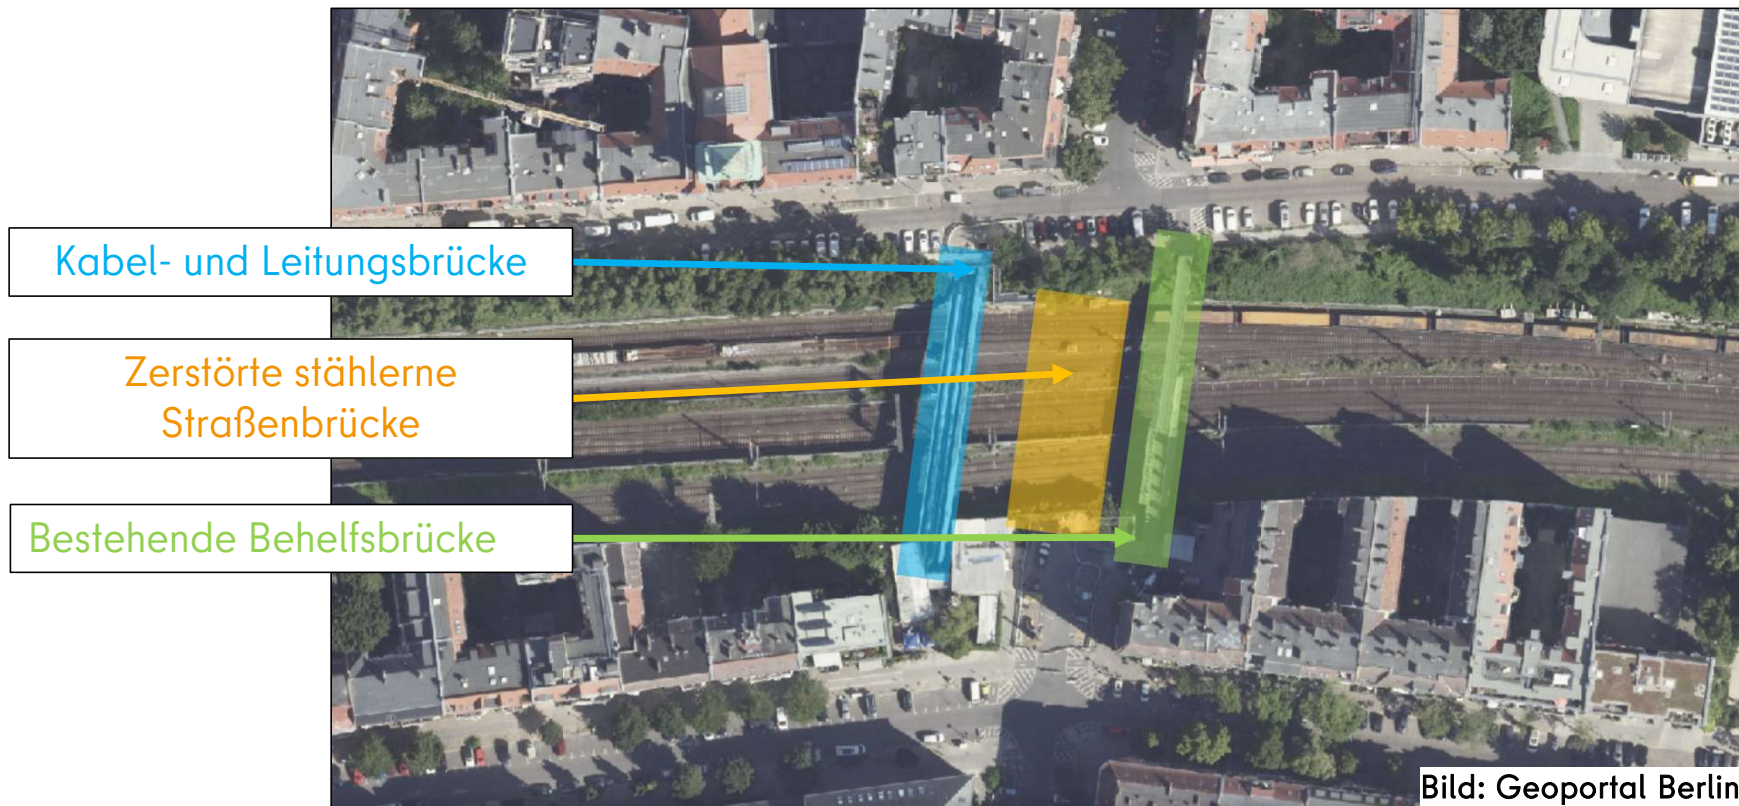 Kabel- und Leitungsbrücke
Zerstörte stählerne
Straßenbrücke
Bestehende Behelfsbrücke
Bild: Geoportal Berlin